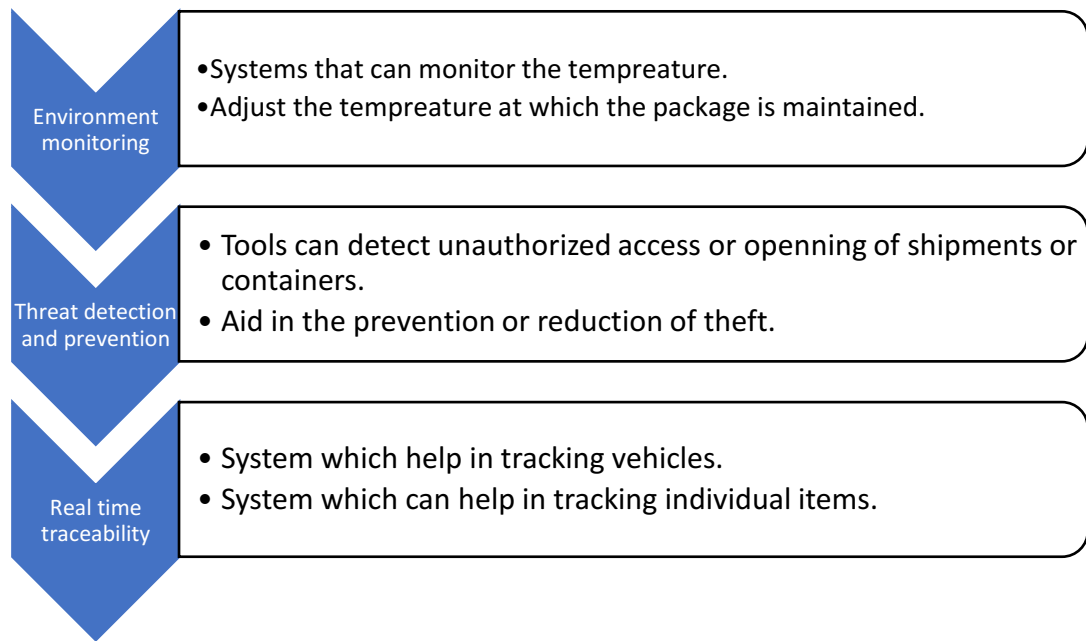 Environment
monitoring
•Systems that can monitor the tempreature.
•Adjust the tempreature at which the package is maintained.
Threat detection
and prevention
• Tools can detect unauthorized access or openning of shipments or
containers.
• Aid in the prevention or reduction of theft.
Real time
traceability
• System which help in tracking vehicles.
• System which can help in tracking individual items.